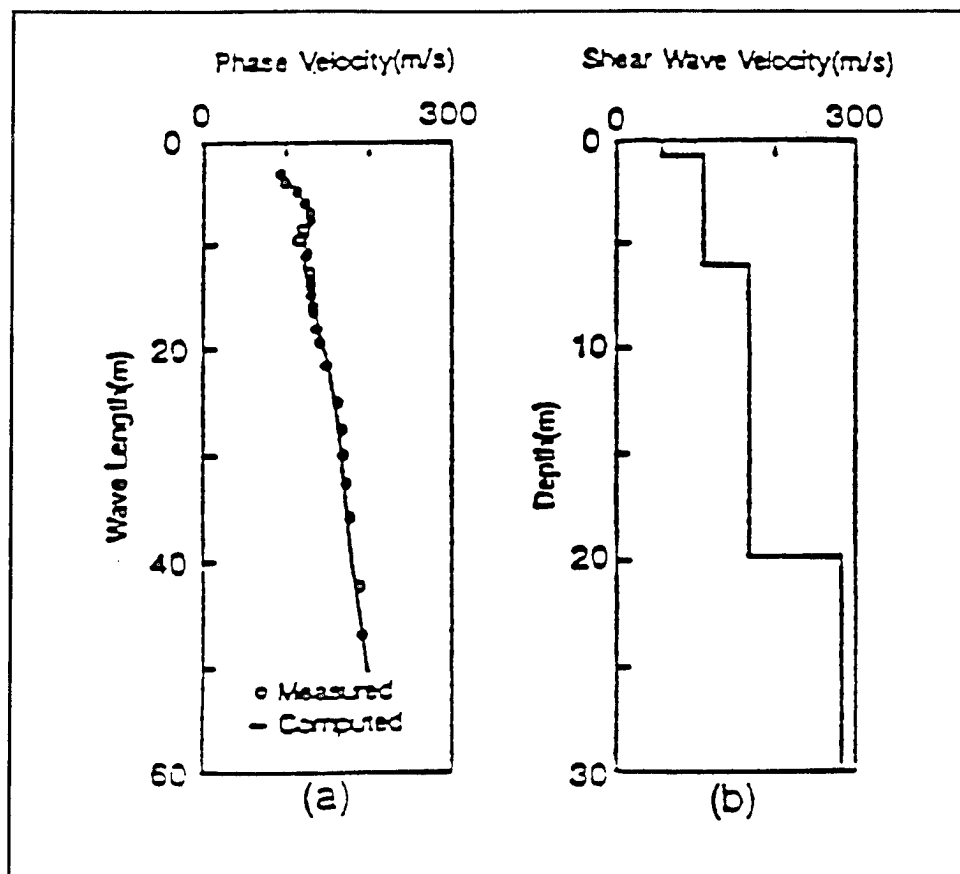 Phase Velocity(m/s)
0 300
0
20
40
60
Wave Length(m)
o Measured
– Computed
(a)
Shear Wave Velocity(m/s)
0 300
0
10
20
30
Depth(m)
(b)